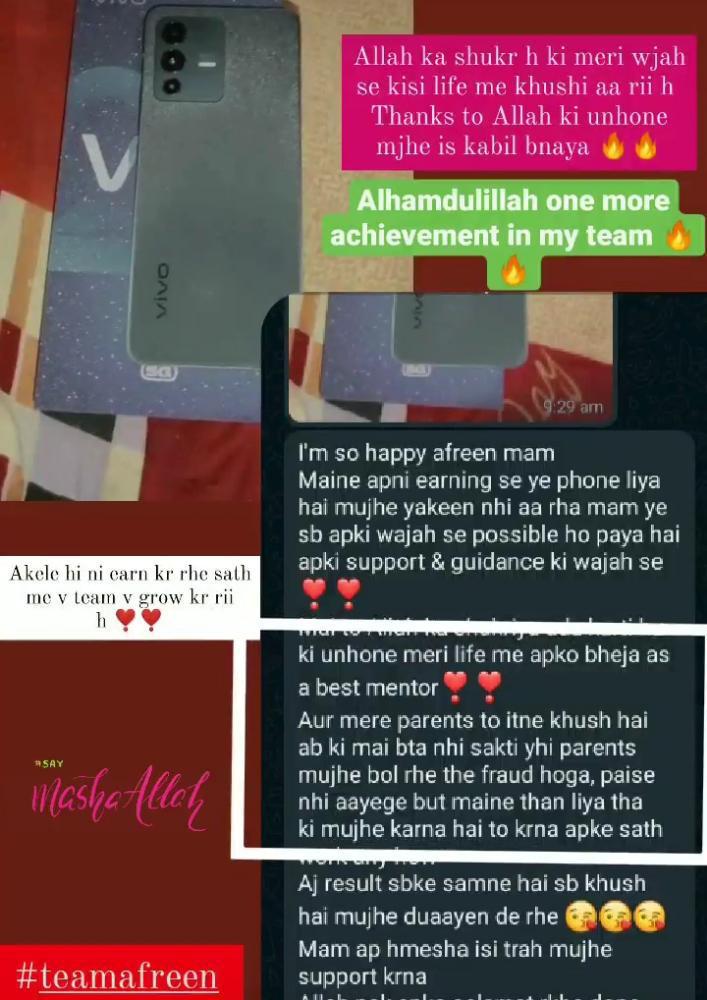 Allah ka shukr h ki meri wjah
se kisi life me khushi aa rii h
Thanks to Allah ki unhone
mjhe is kabil bnaya 🔥🔥
Alhamdulillah one more
achievement in my team 🔥
🔥
V
vivo
5G
9:29 am
I'm so happy afreen mam
Maine apni earning se ye phone liya
hai mujhe yakeen nhi aa rha mam ye
sb apki wajah se possible ho paya hai
apki support & guidance ki wajah se
❣️❣️
ki unhone meri life me apko bheja as
a best mentor❣️❣️
Aur mere parents to itne khush hai
ab ki mai bta nhi sakti yhi parents
mujhe bol rhe the fraud hoga, paise
nhi aayege but maine than liya tha
ki mujhe karna hai to krna apke sath
work any how
Aj result sbke samne hai sb khush
hai mujhe duaayen de rhe 😘😘😘
Mam ap hmesha isi trah mujhe
support krna
Akele hi ni earn kr rhe sath
me v team v grow kr rii
h ❣️❣️
#SAY
MashaAllah
#teamafreen